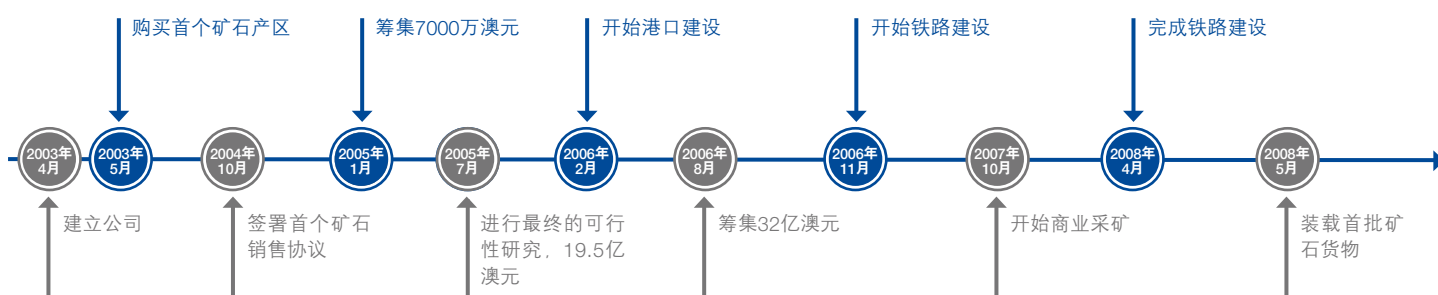 购买首个矿石产区
筹集7000万澳元
开始港口建设
开始铁路建设
完成铁路建设
2003年
4月
2003年
5月
2004年
10月
2005年
1月
2005年
7月
2006年
2月
2006年
8月
2006年
11月
2007年
10月
2008年
4月
2008年
5月
建立公司
签署首个矿石
销售协议
进行最终的可行
性研究，19.5亿
澳元
筹集32亿澳元
开始商业采矿
装载首批矿
石货物